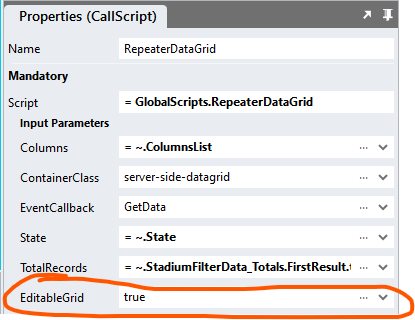 Properties (CallScript)
Name RepeaterDataGrid
Mandatory
Script = GlobalScripts.RepeaterDataGrid
Input Parameters
Columns = ~.ColumnsList
ContainerClass server-side-datagrid
EventCallback GetData
State = ~.State
TotalRecords = ~.StadiumFilterData_Totals.FirstResult.
EditableGrid true